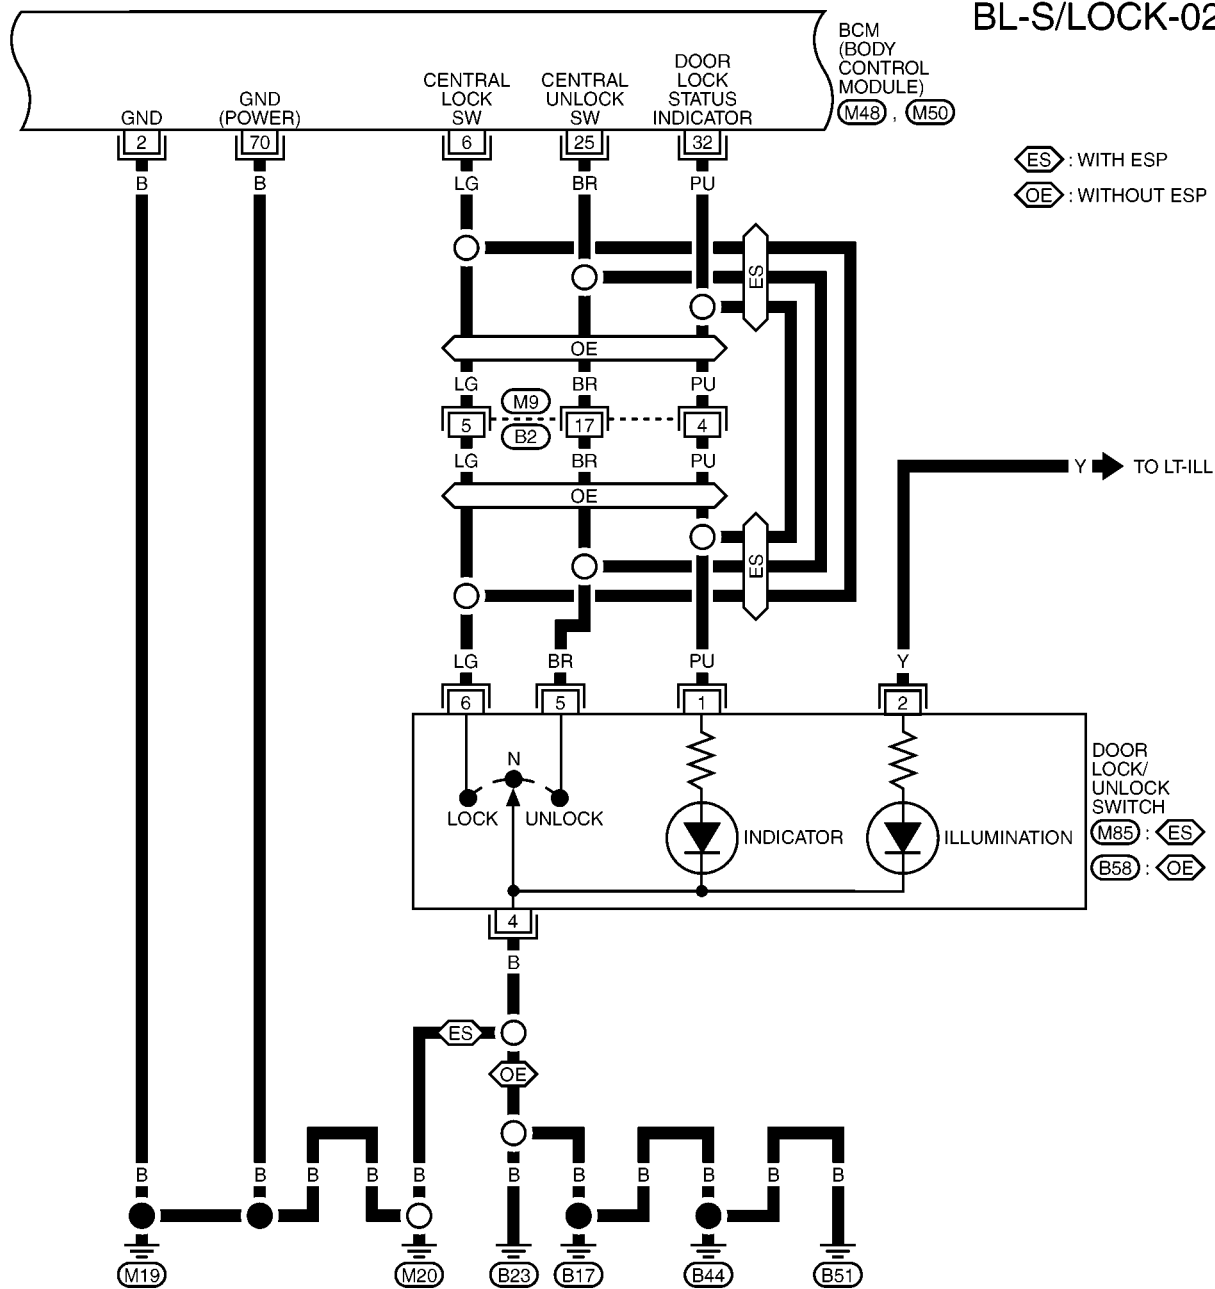 BL-S/LOCK-02
BCM
(BODY
CONTROL
MODULE)
M48 , M50
DOOR
LOCK
STATUS
INDICATOR
CENTRAL
LOCK
SW
CENTRAL
UNLOCK
SW
GND
(POWER)
GND
2
70
6
25
32
B
B
LG
BR
PU
ES : WITH ESP
OE : WITHOUT ESP
ES
OE
LG
BR
PU
M9
5
17
4
B2
LG
BR
PU
Y
TO LT-ILL
OE
ES
LG
BR
PU
Y
6
5
1
2
N
LOCK
UNLOCK
INDICATOR
ILLUMINATION
DOOR
LOCK/
UNLOCK
SWITCH
M85 : ES
B58 : OE
4
B
ES
OE
B
B
B
B
B
B
B
B
B
B
B
M19
M20
B23
B17
B44
B51